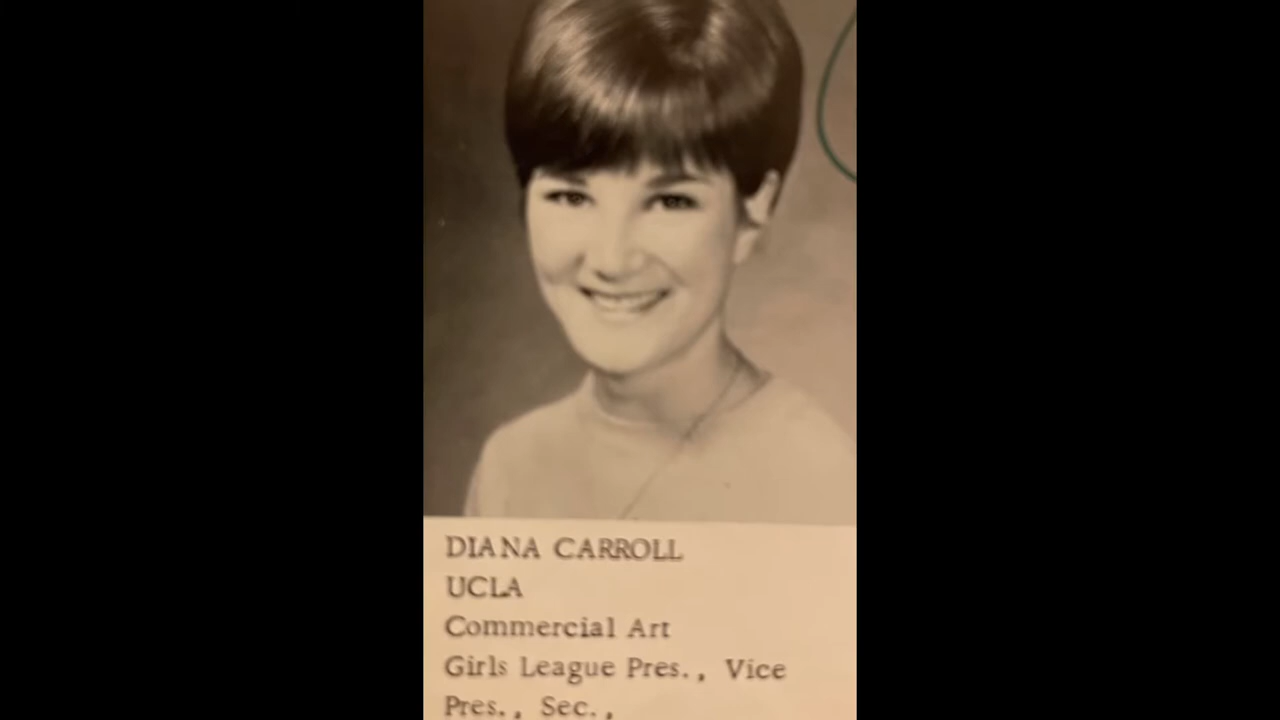 DIANA CARROLL
UCLA
Commercial Art
Girls League Pres., Vice
Pres., Sec.,